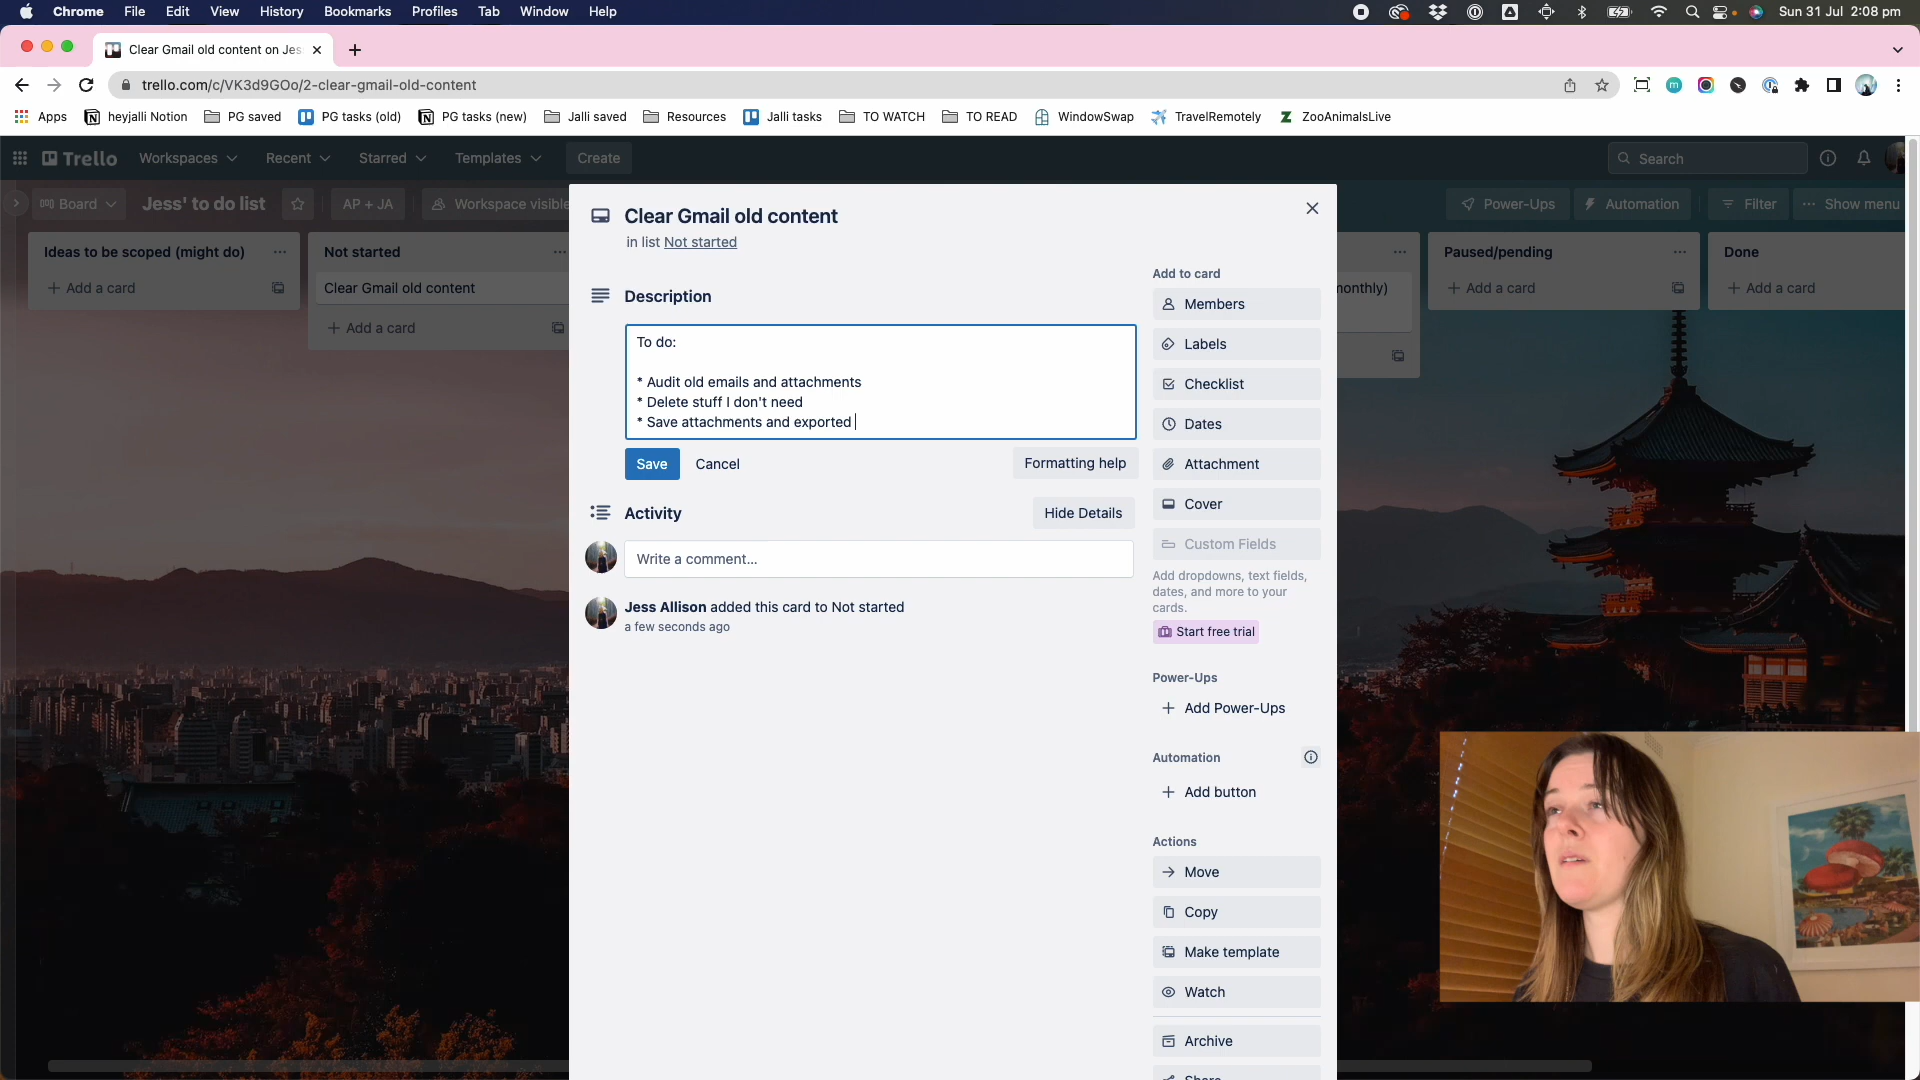 Chrome File Edit View History Bookmarks Profiles Tab Window Help
Sun 31 Jul 2:08 pm
Clear Gmail old content on Jes
trello.com/c/VK3d9GOo/2-clear-gmail-old-content
Apps heyjalli Notion PG saved PG tasks (old) PG tasks (new) Jalli saved Resources Jalli tasks TO WATCH TO READ WindowSwap TravelRemotely ZooAnimalsLive
Trello Workspaces Recent Starred Templates Create Search
Board Jess' to do list AP + JA Workspace visible Power-Ups Automation Filter Show menu
Ideas to be scoped (might do)
+ Add a card
Not started
Clear Gmail old content
+ Add a card
Clear Gmail old content
in list Not started
Description
To do:
* Audit old emails and attachments
* Delete stuff I don't need
* Save attachments and exported
Save Cancel Formatting help
Activity Hide Details
Write a comment...
Jess Allison added this card to Not started
a few seconds ago
Add to card
Members
Labels
Checklist
Dates
Attachment
Cover
Custom Fields
Add dropdowns, text fields,
dates, and more to your
cards.
Start free trial
Power-Ups
+ Add Power-Ups
Automation
+ Add button
Actions
Move
Copy
Make template
Watch
Archive
Share
onthly)
Paused/pending
+ Add a card
Done
+ Add a card